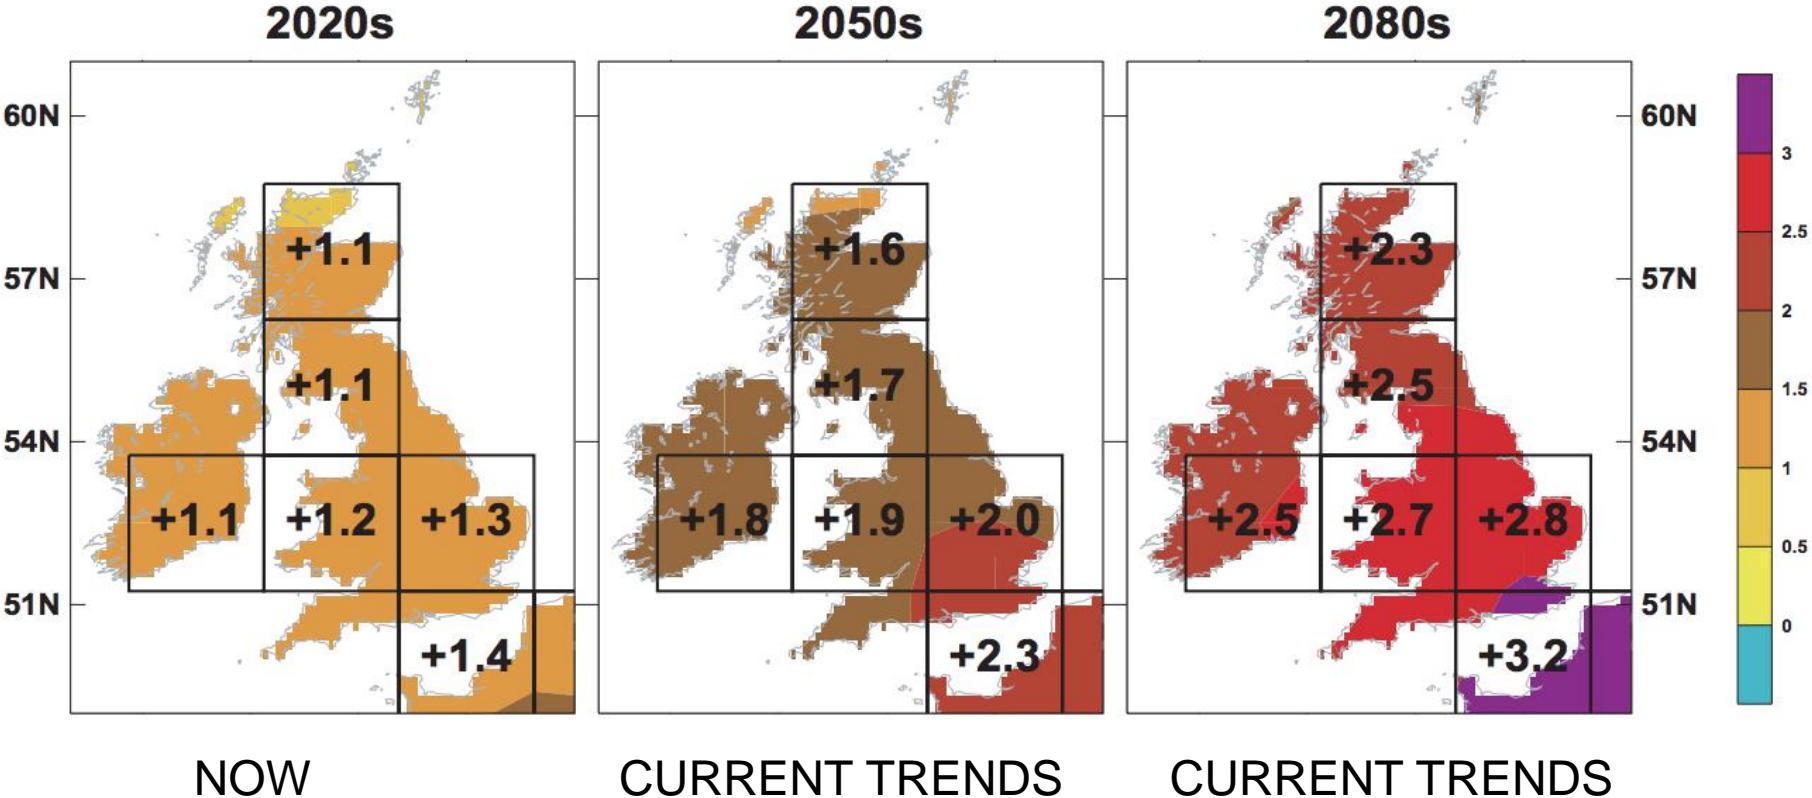 2020s 2050s 2080s
60N 60N
3
2.5
+1.1 +1.6 +2.3
57N 57N
2
+1.1 +1.7 +2.5
1.5
54N 54N
1
+1.1 +1.2 +1.3 +1.8 +1.9 +2.0 +2.5 +2.7 +2.8
0.5
51N 51N
0
+1.4 +2.3 +3.2
NOW CURRENT TRENDS CURRENT TRENDS